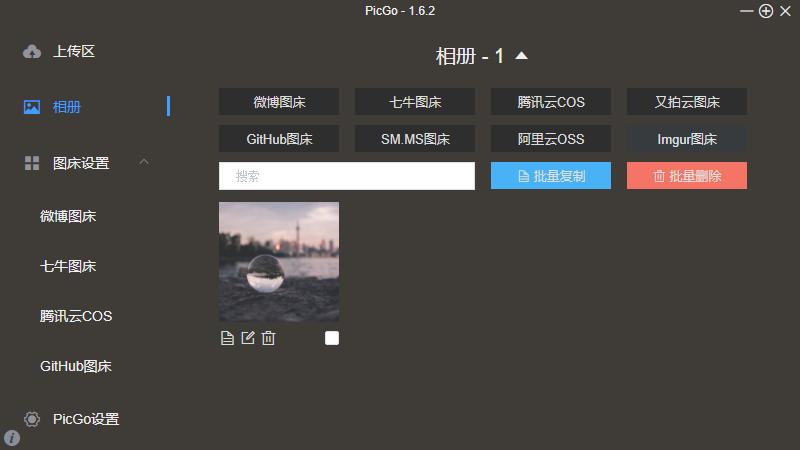 PicGo - 1.6.2
上传区
相册
图床设置
微博图床
七牛图床
腾讯云COS
GitHub图床
PicGo设置
相册 - 1
微博图床
七牛图床
腾讯云COS
又拍云图床
GitHub图床
SM.MS图床
阿里云OSS
Imgur图床
搜索
批量复制
批量删除